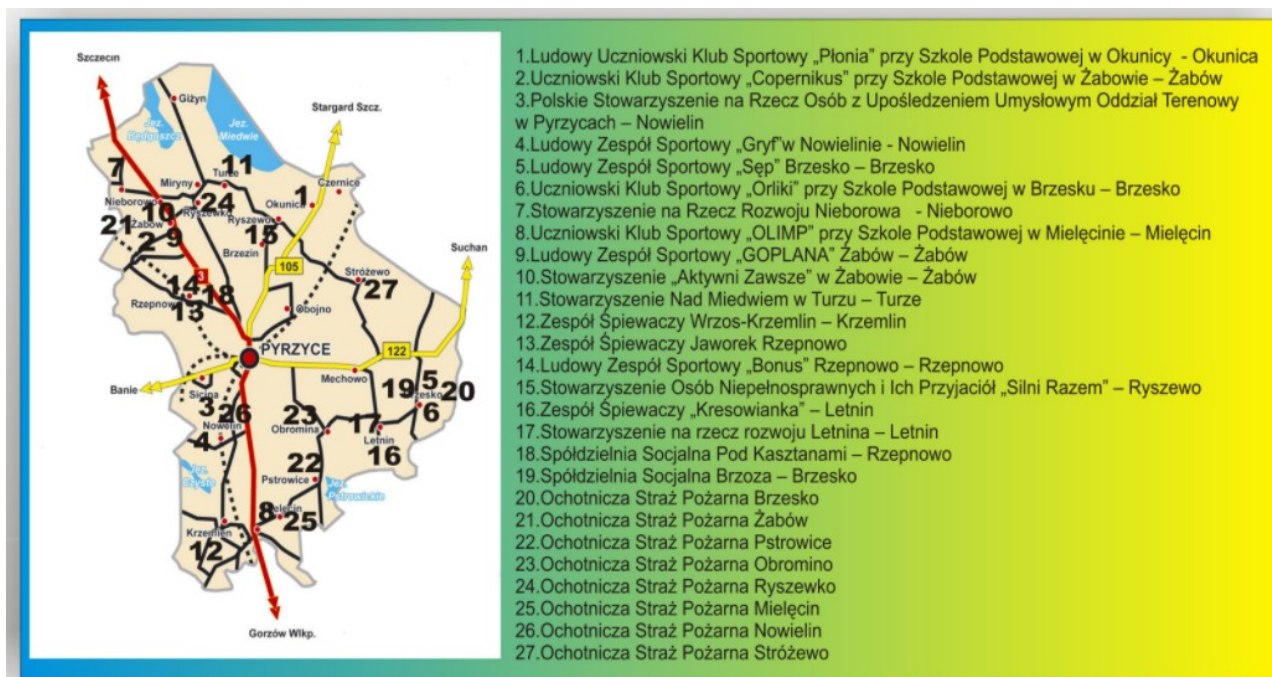 Szczecin
Giżyn
Jez.
Będgoszcz
Jez.
Miedwie
Stargard Szcz.
11
7
Miryny
Turze
1
Czernice
Nieborowo
10
24
Okunica
Ryszewko
21
Żabów
Ryszewo
2
9
15
Brzezin
Suchan
105
3
Stróżewo
14
18
27
Rzepnowo
13
Obojno
PYRZYCE
122
Mechowo
Banie
Sicina
19
5
20
3
26
23
6
Nowelin
Obromina
17
4
Letnin
16
22
Jez.
Czyste
Pstrowice
Jez.
Pstrowickie
8
25
Krzemień
12
Gorzów Wlkp.
1.Ludowy Uczniowski Klub Sportowy „Płonia” przy Szkole Podstawowej w Okunicy - Okunica
2.Uczniowski Klub Sportowy „Copernikus” przy Szkole Podstawowej w Żabowie – Żabów
3.Polskie Stowarzyszenie na Rzecz Osób z Upośledzeniem Umysłowym Oddział Terenowy
w Pyrzycach – Nowielin
4.Ludowy Zespół Sportowy „Gryf”w Nowielinie - Nowielin
5.Ludowy Zespół Sportowy „Sęp” Brzesko – Brzesko
6.Uczniowski Klub Sportowy „Orliki” przy Szkole Podstawowej w Brzesku – Brzesko
7.Stowarzyszenie na Rzecz Rozwoju Nieborowa - Nieborowo
8.Uczniowski Klub Sportowy „OLIMP” przy Szkole Podstawowej w Mielęcinie – Mielęcin
9.Ludowy Zespół Sportowy „GOPLANA” Żabów – Żabów
10.Stowarzyszenie „Aktywni Zawsze” w Żabowie – Żabów
11.Stowarzyszenie Nad Miedwiem w Turzu – Turze
12.Zespół Śpiewaczy Wrzos-Krzemlin – Krzemlin
13.Zespół Śpiewaczy Jaworek Rzepnowo
14.Ludowy Zespół Sportowy „Bonus” Rzepnowo – Rzepnowo
15.Stowarzyszenie Osób Niepełnosprawnych i Ich Przyjaciół „Silni Razem” – Ryszewo
16.Zespół Śpiewaczy „Kresowianka” – Letnin
17.Stowarzyszenie na rzecz rozwoju Letnina – Letnin
18.Spółdzielnia Socjalna Pod Kasztanami – Rzepnowo
19.Spółdzielnia Socjalna Brzoza – Brzesko
20.Ochotnicza Straż Pożarna Brzesko
21.Ochotnicza Straż Pożarna Żabów
22.Ochotnicza Straż Pożarna Pstrowice
23.Ochotnicza Straż Pożarna Obromino
24.Ochotnicza Straż Pożarna Ryszewko
25.Ochotnicza Straż Pożarna Mielęcin
26.Ochotnicza Straż Pożarna Nowielin
27.Ochotnicza Straż Pożarna Stróżewo